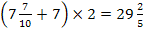 (7 7/10 + 7) × 2 = 29 2/5